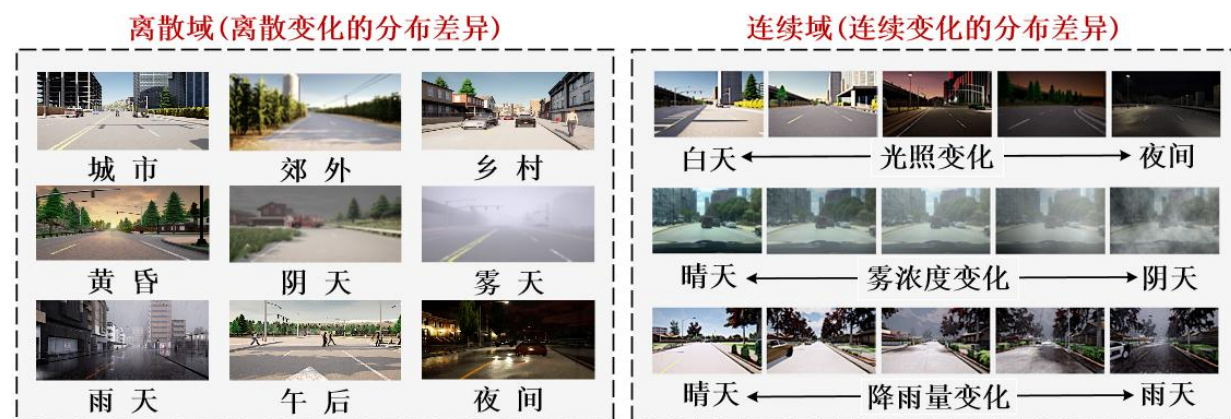 离散域(离散变化的分布差异)
城市 郊外 乡村
黄昏 阴天 雾天
雨天 午后 夜间
连续域(连续变化的分布差异)
白天 光照变化 夜间
晴天 雾浓度变化 阴天
晴天 降雨量变化 雨天